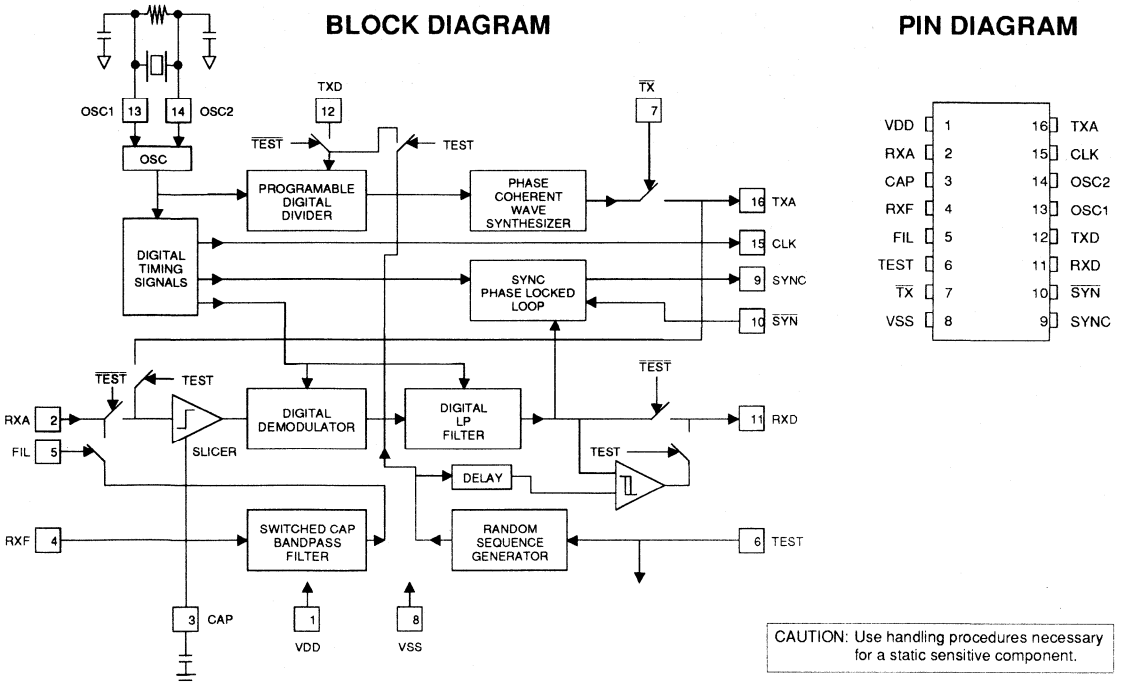 BLOCK DIAGRAM
PIN DIAGRAM
OSC1 13 14 OSC2
OSC
TXD
12
TEST
TEST
TX
7
PROGRAMABLE
DIGITAL
DIVIDER
PHASE
COHERENT
WAVE
SYNTHESIZER
16 TXA
DIGITAL
TIMING
SIGNALS
15 CLK
SYNC
PHASE LOCKED
LOOP
9 SYNC
10 SYN
TEST
TEST
RXA 2
FIL 5
SLICER
DIGITAL
DEMODULATOR
DIGITAL
LP
FILTER
TEST
11 RXD
TEST
DELAY
RXF 4
SWITCHED CAP
BANDPASS
FILTER
RANDOM
SEQUENCE
GENERATOR
6 TEST
3 CAP
1
VDD
8
VSS
VDD 1 16 TXA
RXA 2 15 CLK
CAP 3 14 OSC2
RXF 4 13 OSC1
FIL 5 12 TXD
TEST 6 11 RXD
TX 7 10 SYN
VSS 8 9 SYNC
CAUTION: Use handling procedures necessary
for a static sensitive component.